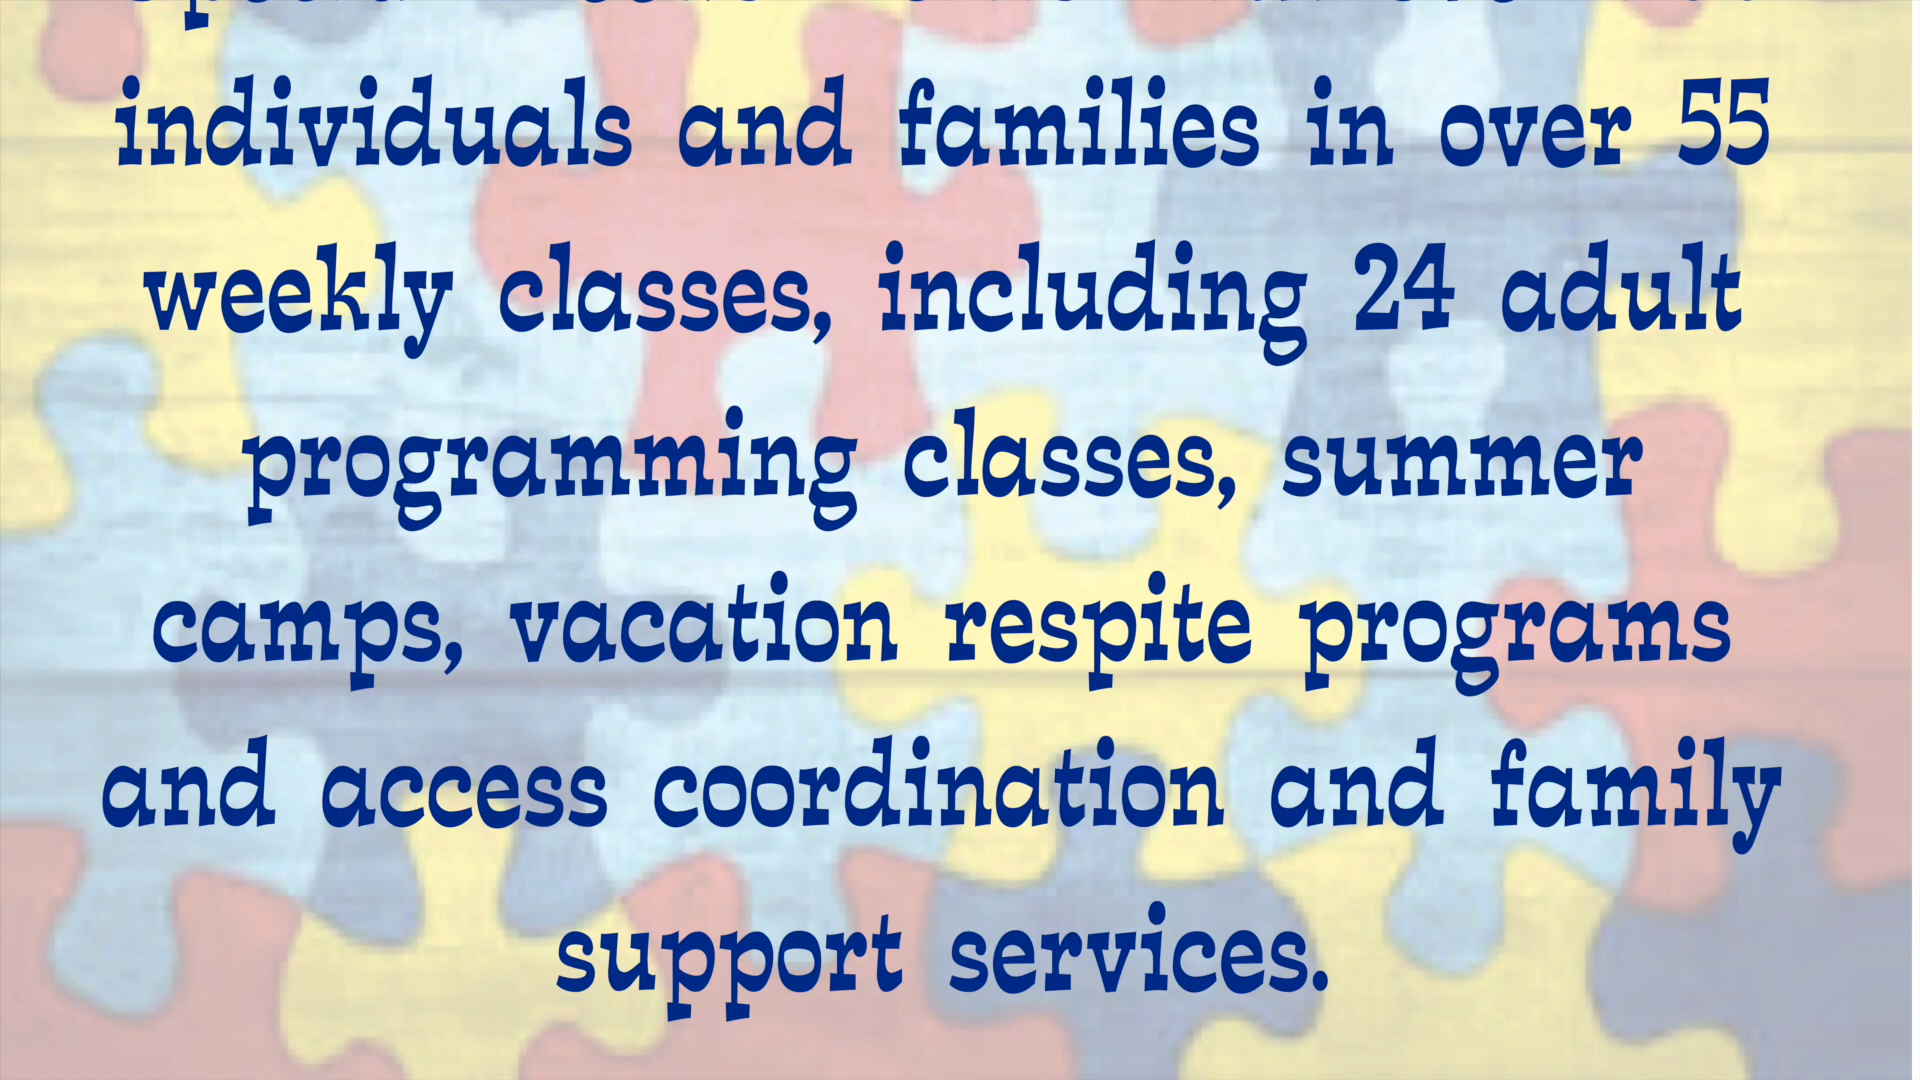 individuals and families in over 55
weekly classes, including 24 adult
programming classes, summer
camps, vacation respite programs
and access coordination and family
support services.